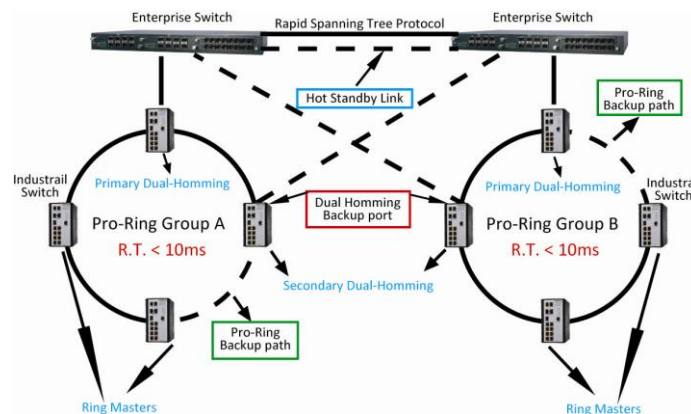 Enterprise Switch
Rapid Spanning Tree Protocol
Enterprise Switch
Hot Standby Link
Pro-Ring
Backup path
Industrail
Switch
Primary Dual-Homming
Pro-Ring Group A
R.T. < 10ms
Dual Homming
Backup port
Primary Dual-Homming
Industrail
Switch
Pro-Ring Group B
R.T. < 10ms
Secondary Dual-Homming
Pro-Ring
Backup path
Ring Masters
Ring Masters